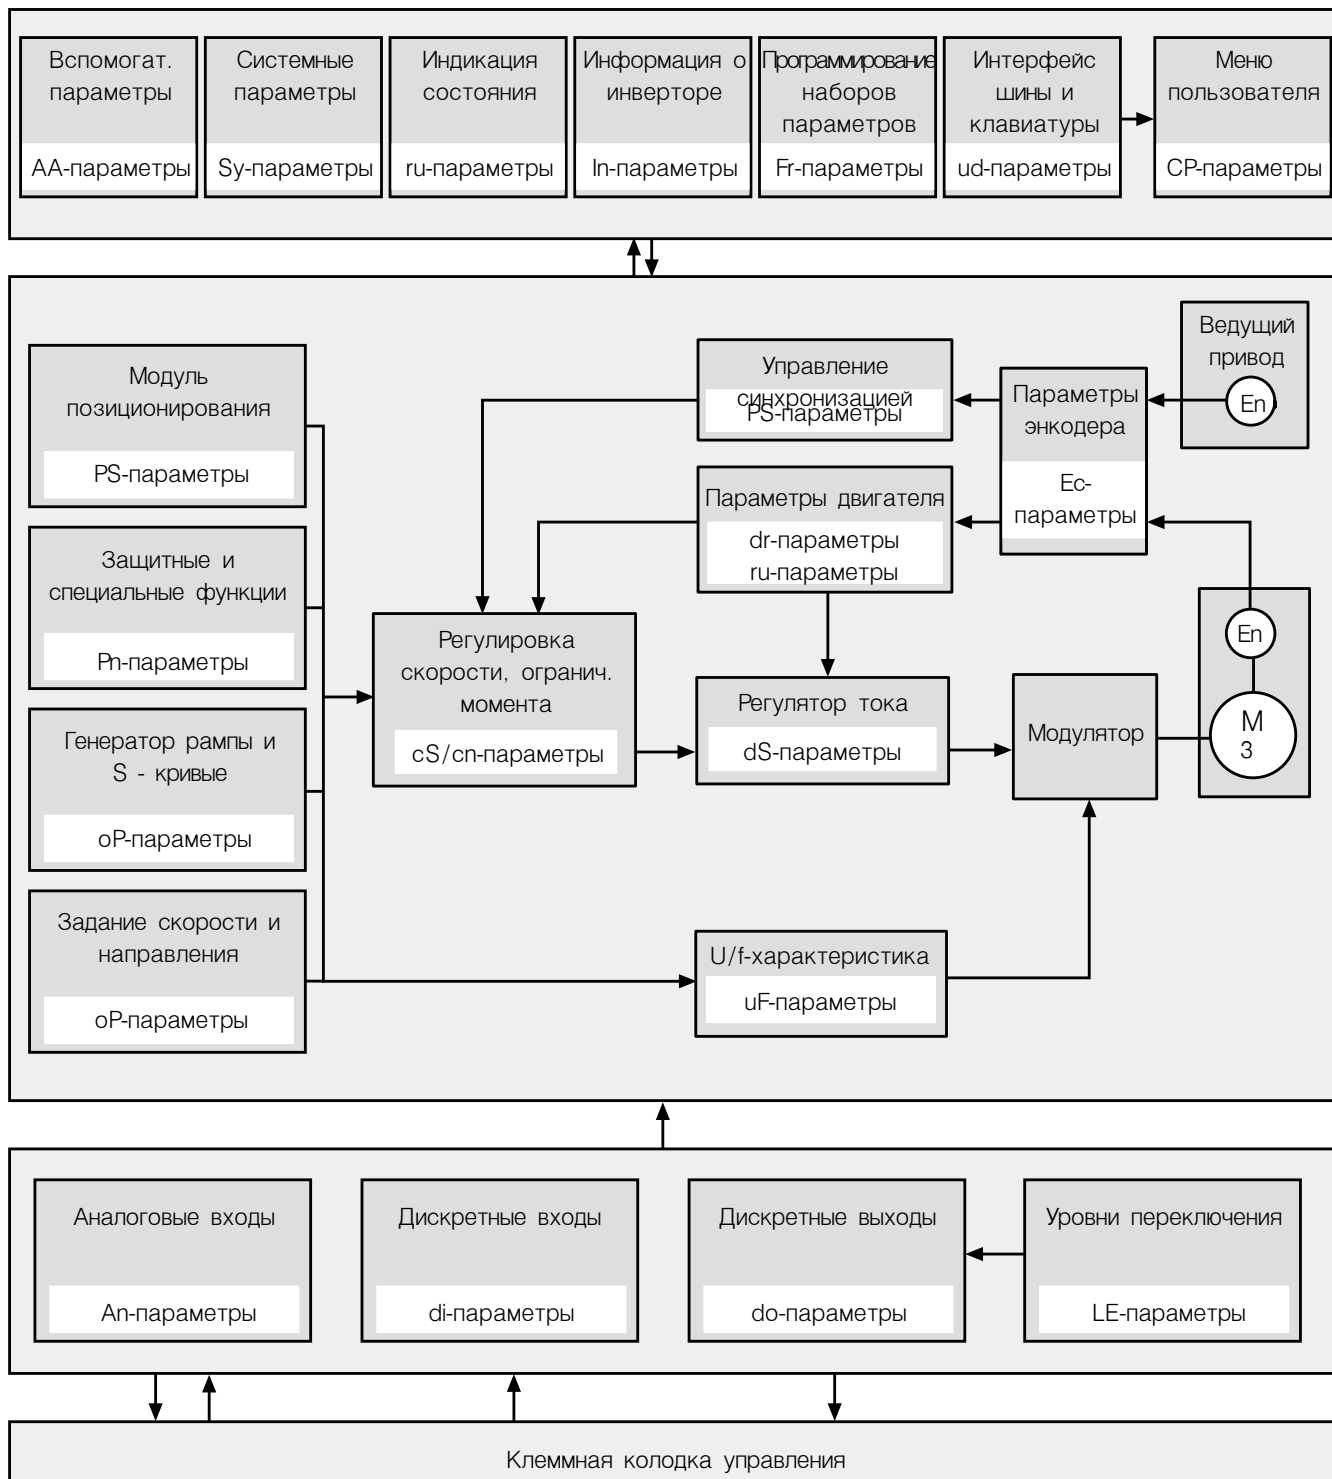 Вспомогат.
параметры
AA-параметры
Системные
параметры
Sy-параметры
Индикация
состояния
ru-параметры
Информация о
инверторе
In-параметры
Программирование
наборов
параметров
Fr-параметры
Интерфейс
шины и
клавиатуры
ud-параметры
Меню
пользователя
CP-параметры
Модуль
позиционирования
PS-параметры
Защитные и
специальные функции
Pn-параметры
Генератор рампы и
S - кривые
oP-параметры
Задание скорости и
направления
oP-параметры
Регулировка
скорости, огранич.
момента
cS/cn-параметры
Управление
синхронизацией
PS-параметры
Параметры двигателя
dr-параметры
ru-параметры
Регулятор тока
dS-параметры
U/f-характеристика
uF-параметры
Параметры
энкодера
Ec-
параметры
Ведущий
привод
En
Модулятор
En
M
3
Аналоговые входы
An-параметры
Дискретные входы
di-параметры
Дискретные выходы
do-параметры
Уровни переключения
LE-параметры
Клеммная колодка управления